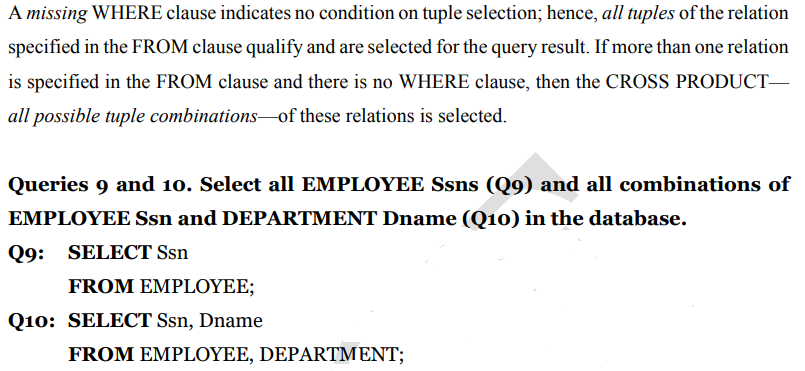 A missing WHERE clause indicates no condition on tuple selection; hence, all tuples of the relation
specified in the FROM clause qualify and are selected for the query result. If more than one relation
is specified in the FROM clause and there is no WHERE clause, then the CROSS PRODUCT—
all possible tuple combinations—of these relations is selected.
Queries 9 and 10. Select all EMPLOYEE Ssns (Q9) and all combinations of
EMPLOYEE Ssn and DEPARTMENT Dname (Q10) in the database.
Q9: SELECT Ssn
FROM EMPLOYEE;
Q10: SELECT Ssn, Dname
FROM EMPLOYEE, DEPARTMENT;